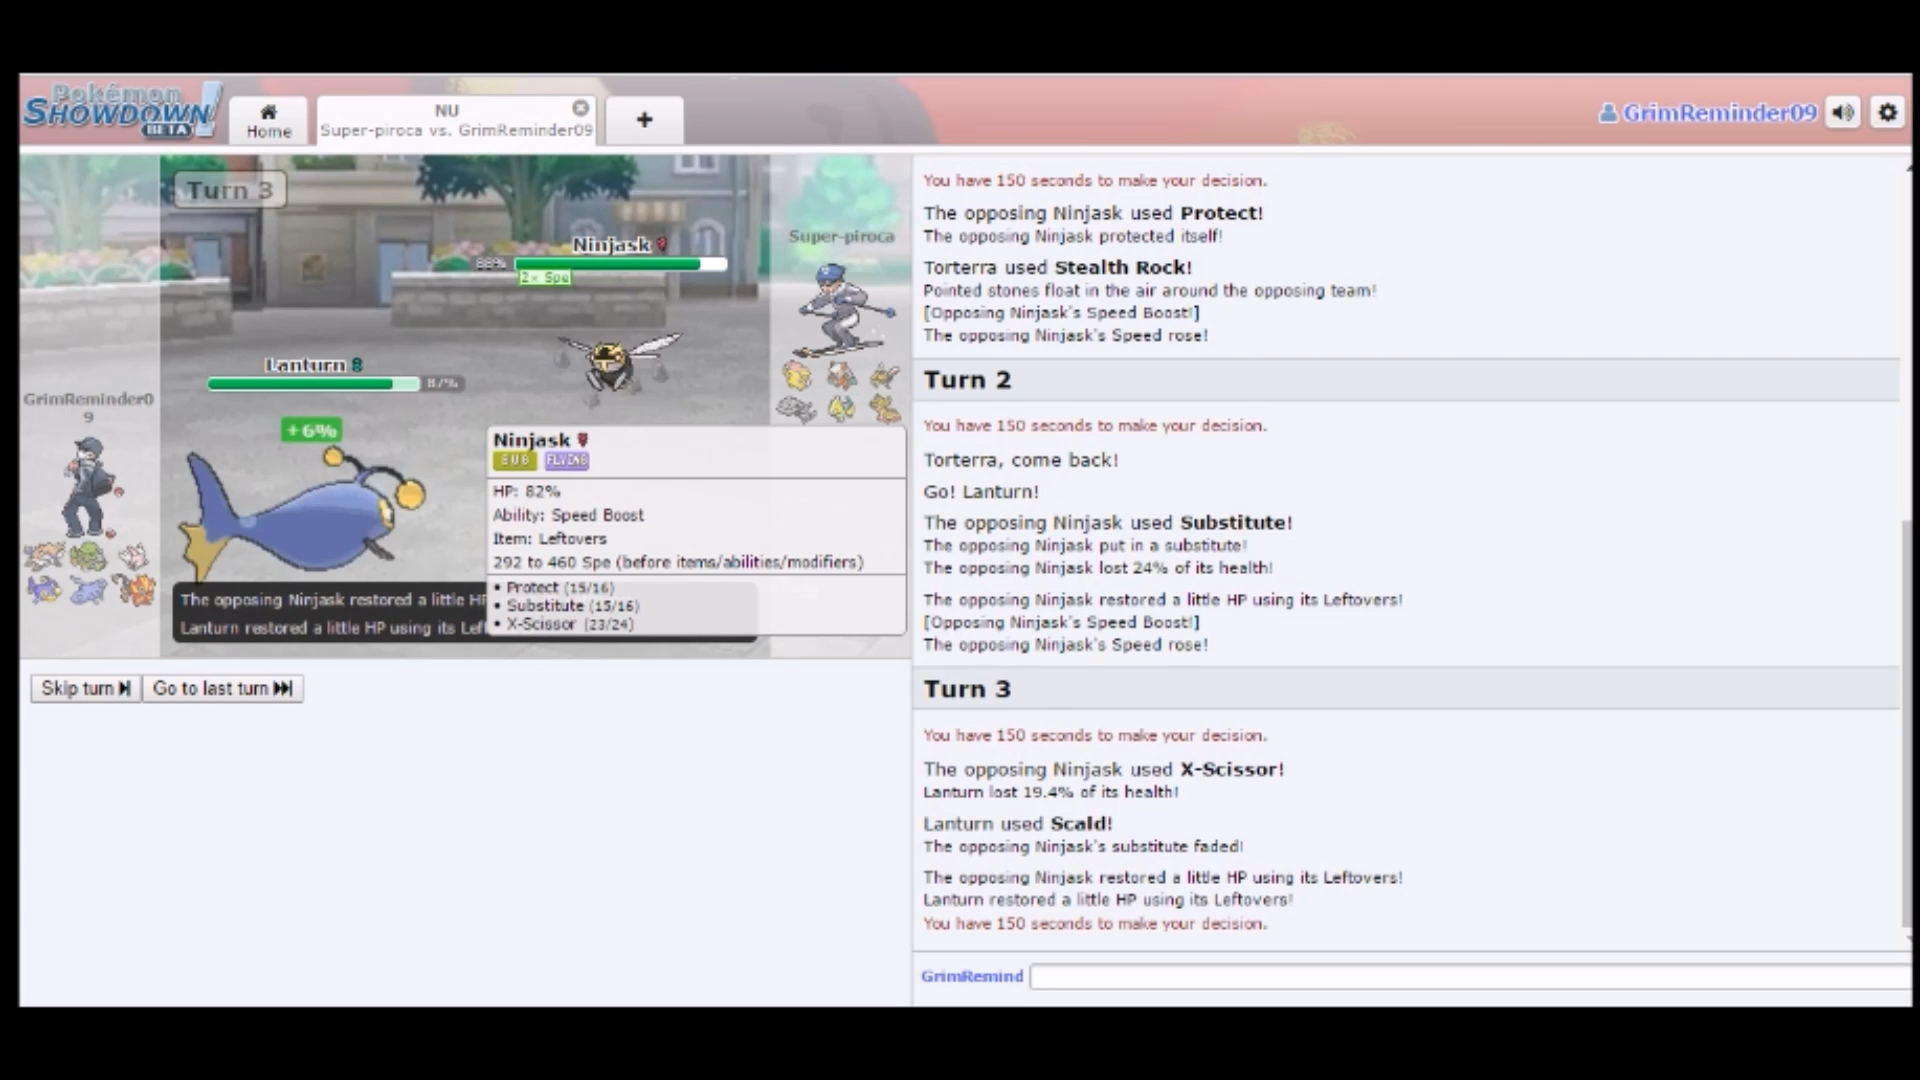 Pokémon
SHOWDOWN!
BETA
Home
NU
Super-piroca vs. GrimReminder09
+
GrimReminder09
Turn 3
Ninjask
88%
2× Spe
Super-piroca
Lanturn
87%
GrimReminder0
9
+6%
Ninjask
BUG FLYING
HP: 82%
Ability: Speed Boost
Item: Leftovers
292 to 460 Spe (before items/abilities/modifiers)
• Protect (15/16)
• Substitute (15/16)
• X-Scissor (23/24)
The opposing Ninjask restored a little HP
Lanturn restored a little HP using its Left
Skip turn
Go to last turn
You have 150 seconds to make your decision.
The opposing Ninjask used Protect!
The opposing Ninjask protected itself!
Torterra used Stealth Rock!
Pointed stones float in the air around the opposing team!
[Opposing Ninjask's Speed Boost!]
The opposing Ninjask's Speed rose!
Turn 2
You have 150 seconds to make your decision.
Torterra, come back!
Go! Lanturn!
The opposing Ninjask used Substitute!
The opposing Ninjask put in a substitute!
The opposing Ninjask lost 24% of its health!
The opposing Ninjask restored a little HP using its Leftovers!
[Opposing Ninjask's Speed Boost!]
The opposing Ninjask's Speed rose!
Turn 3
You have 150 seconds to make your decision.
The opposing Ninjask used X-Scissor!
Lanturn lost 19.4% of its health!
Lanturn used Scald!
The opposing Ninjask's substitute faded!
The opposing Ninjask restored a little HP using its Leftovers!
Lanturn restored a little HP using its Leftovers!
You have 150 seconds to make your decision.
GrimRemind